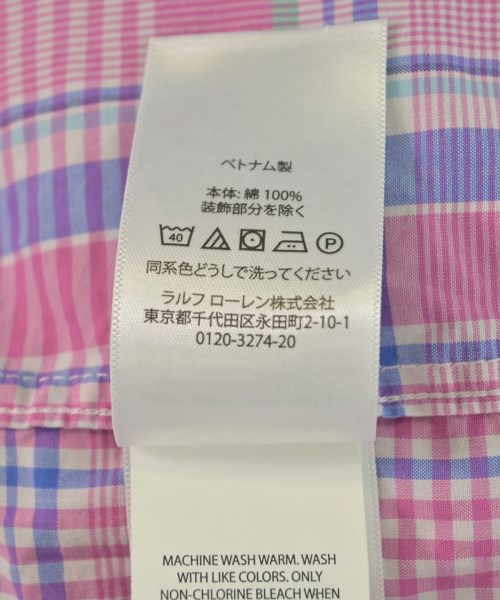 ベトナム製
本体: 綿 100%
装飾部分を除く
40 P
同系色どうしで洗ってください
ラルフ ローレン株式会社
東京都千代田区永田町2-10-1
0120-3274-20
MACHINE WASH WARM. WASH
WITH LIKE COLORS. ONLY
NON-CHLORINE BLEACH WHEN